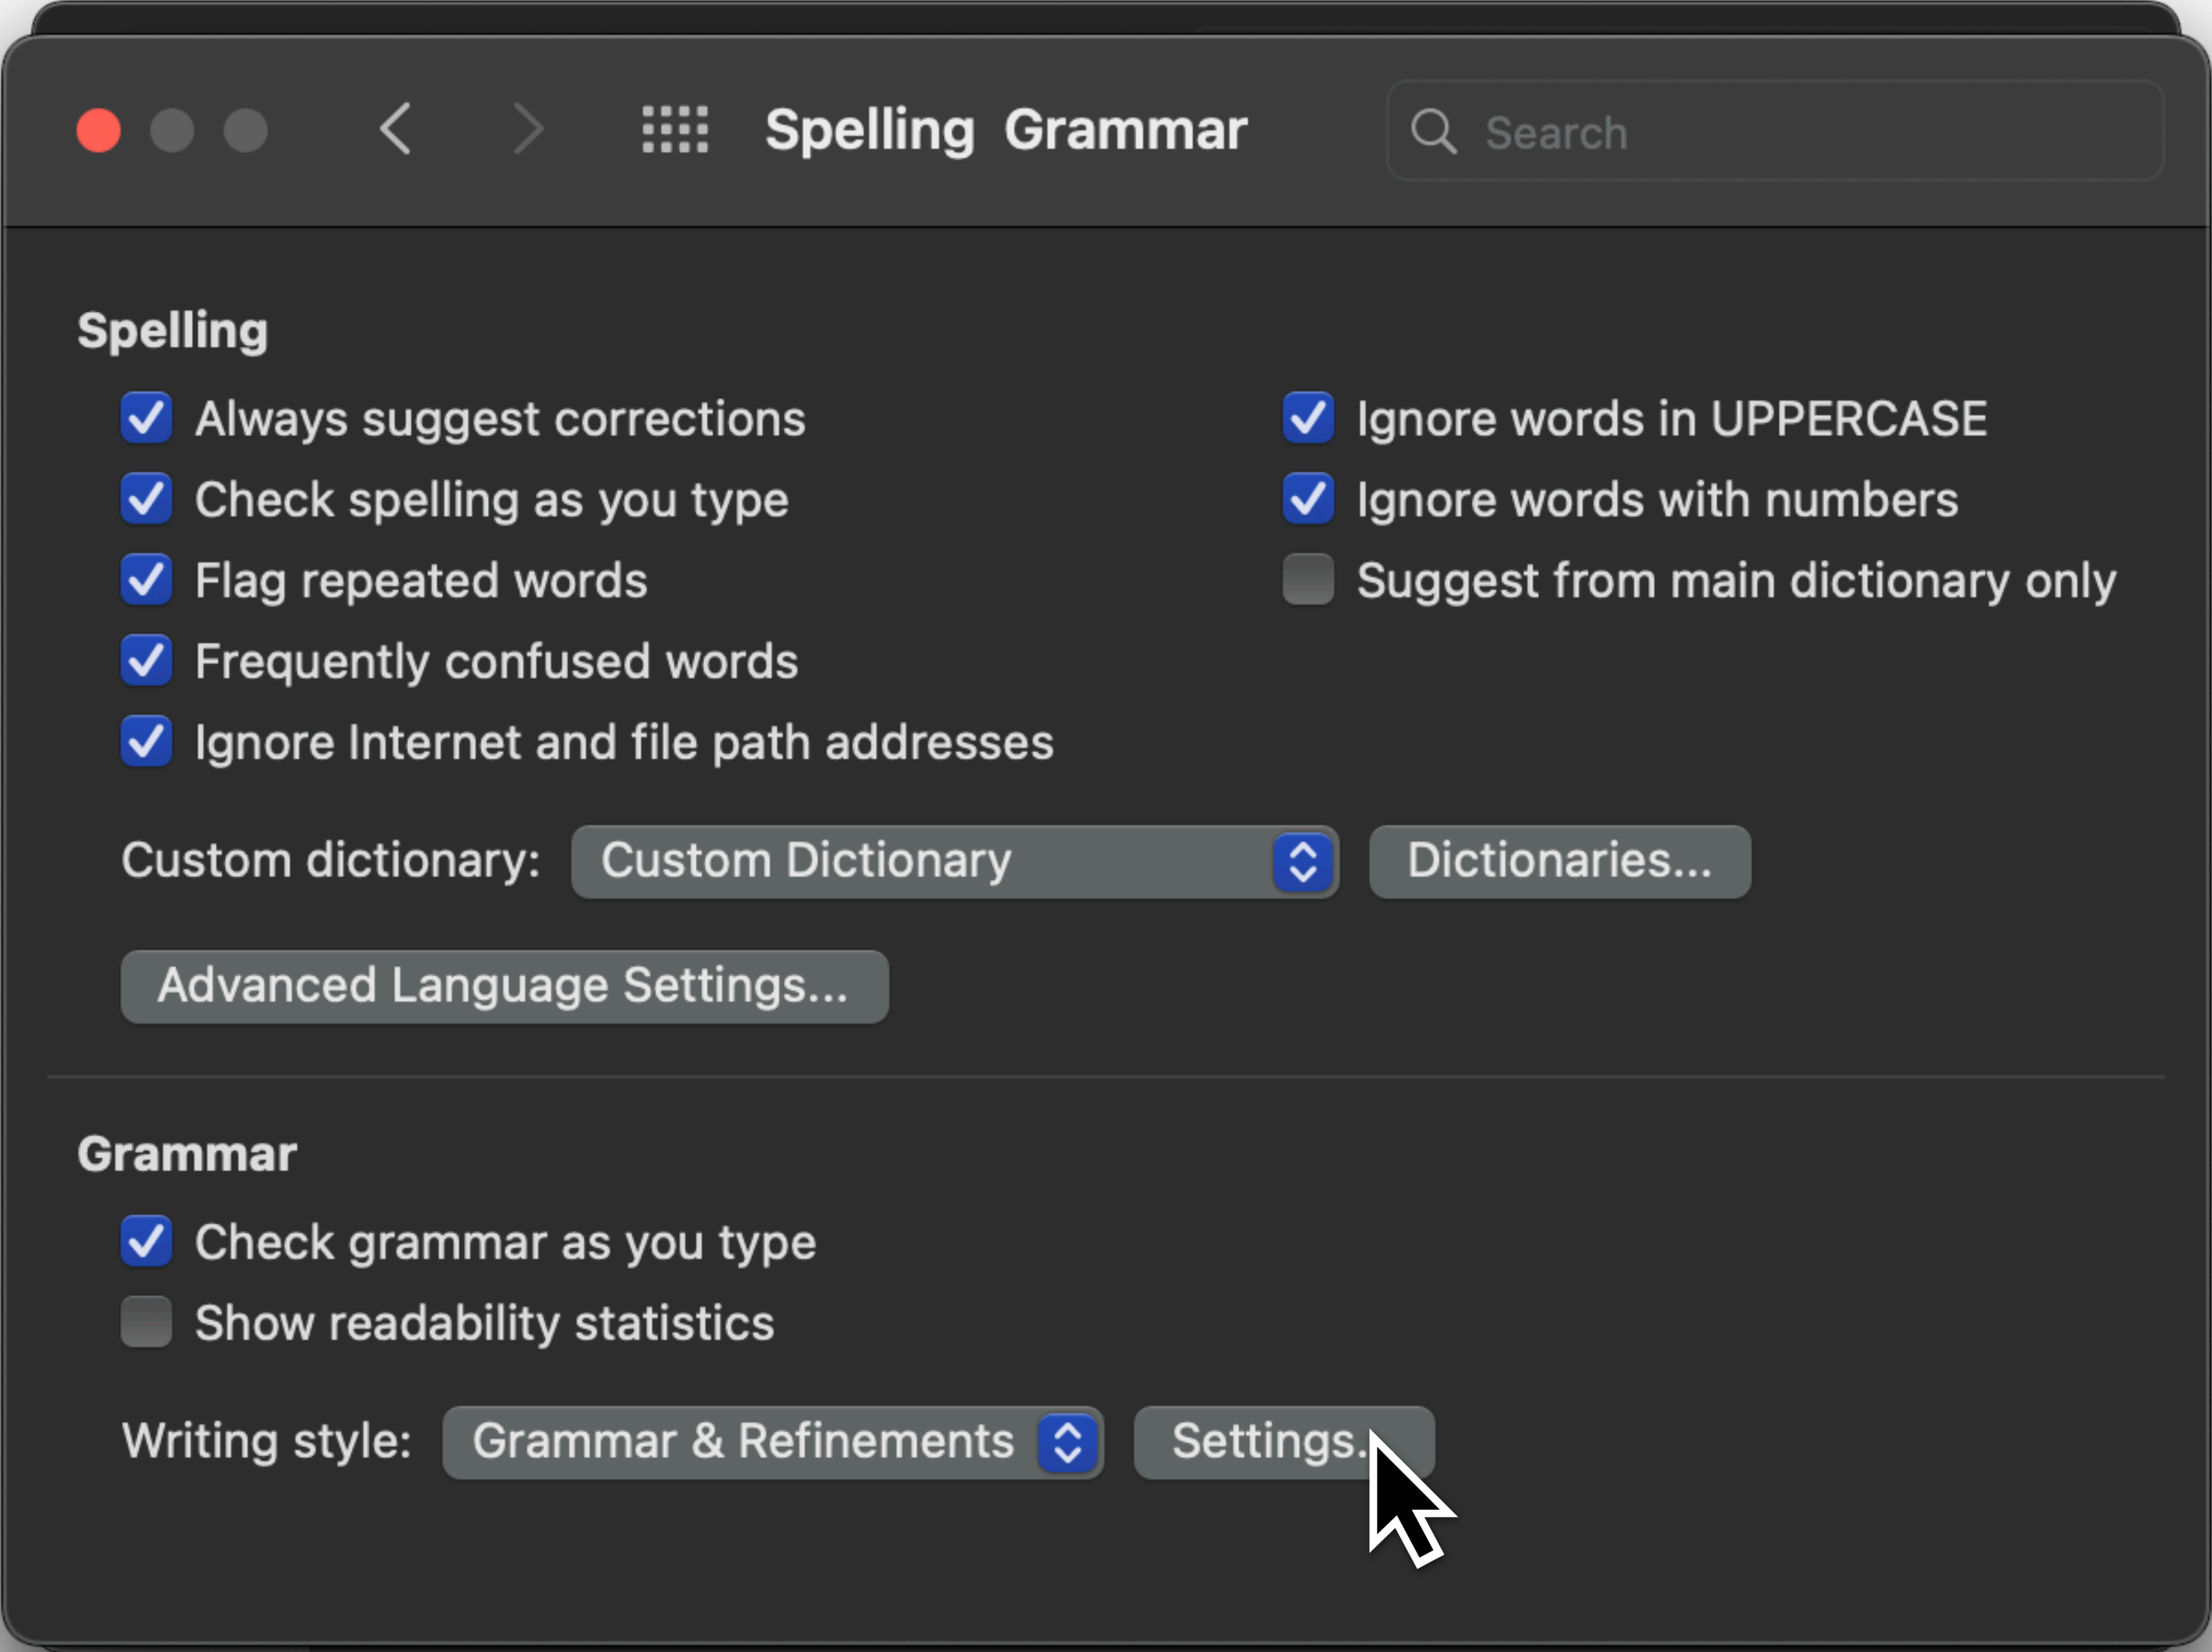 Spelling Grammar
Search
Spelling
Always suggest corrections
Check spelling as you type
Flag repeated words
Frequently confused words
Ignore Internet and file path addresses
Ignore words in UPPERCASE
Ignore words with numbers
Suggest from main dictionary only
Custom dictionary: Custom Dictionary Dictionaries...
Advanced Language Settings...
Grammar
Check grammar as you type
Show readability statistics
Writing style: Grammar & Refinements Settings.